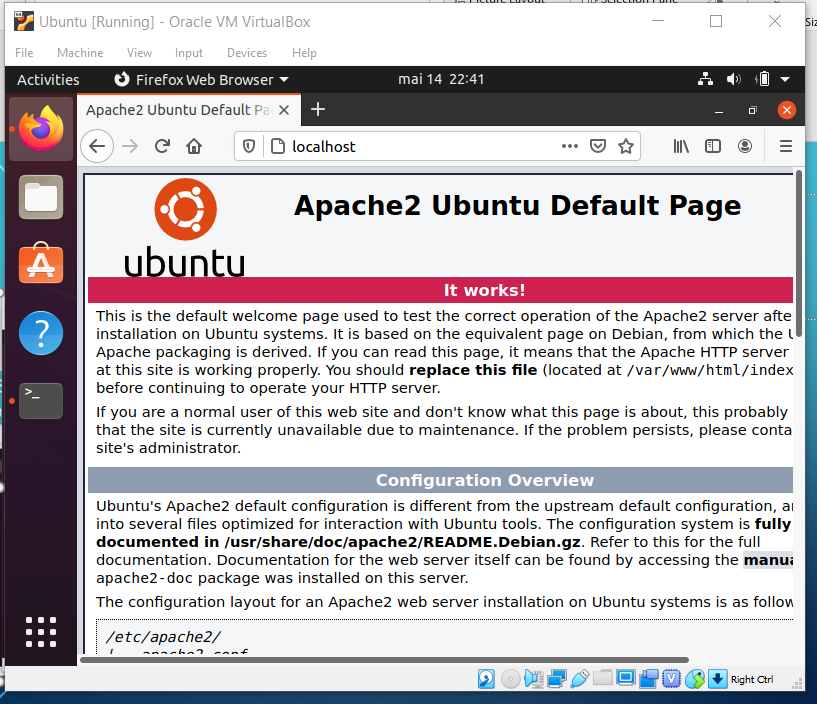 Picture Layout
Selection Pane
Ubuntu [Running] - Oracle VM VirtualBox
Siz
File Machine View Input Devices Help
Activities Firefox Web Browser mai 14 22:41
Apache2 Ubuntu Default Pa
localhost
Apache2 Ubuntu Default Page
ubuntu
It works!
This is the default welcome page used to test the correct operation of the Apache2 server afte
installation on Ubuntu systems. It is based on the equivalent page on Debian, from which the U
Apache packaging is derived. If you can read this page, it means that the Apache HTTP server
at this site is working properly. You should replace this file (located at /var/www/html/index
before continuing to operate your HTTP server.
If you are a normal user of this web site and don't know what this page is about, this probably
that the site is currently unavailable due to maintenance. If the problem persists, please conta
site's administrator.
Configuration Overview
Ubuntu's Apache2 default configuration is different from the upstream default configuration, a
into several files optimized for interaction with Ubuntu tools. The configuration system is fully
documented in /usr/share/doc/apache2/README.Debian.gz. Refer to this for the full
documentation. Documentation for the web server itself can be found by accessing the manua
apache2-doc package was installed on this server.
The configuration layout for an Apache2 web server installation on Ubuntu systems is as follow
/etc/apache2/
|-- apache2.conf
Right Ctrl